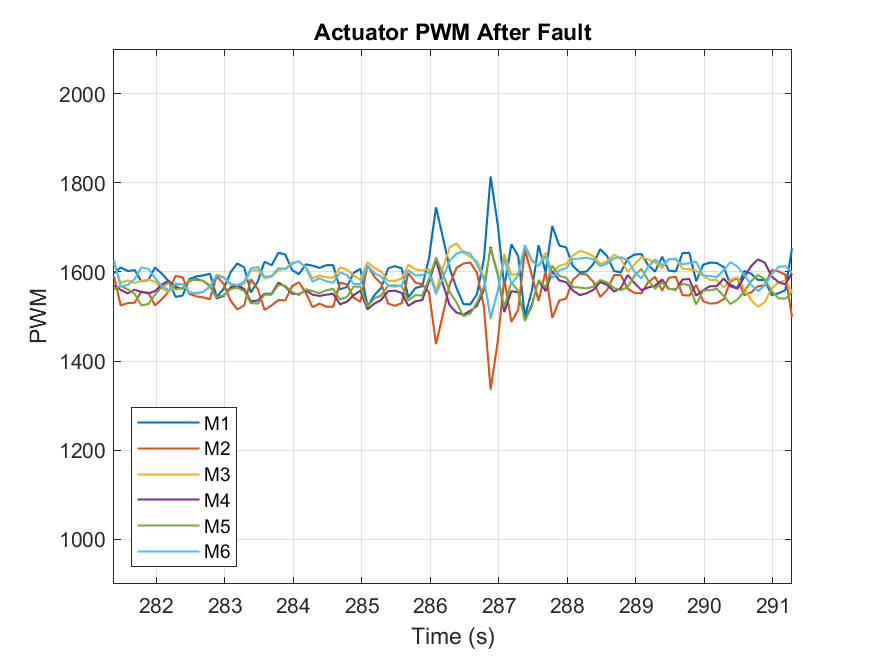 Actuator PWM After Fault
PWM
2000
1800
1600
1400
1200
1000
M1
M2
M3
M4
M5
M6
282 283 284 285 286 287 288 289 290 291
Time (s)